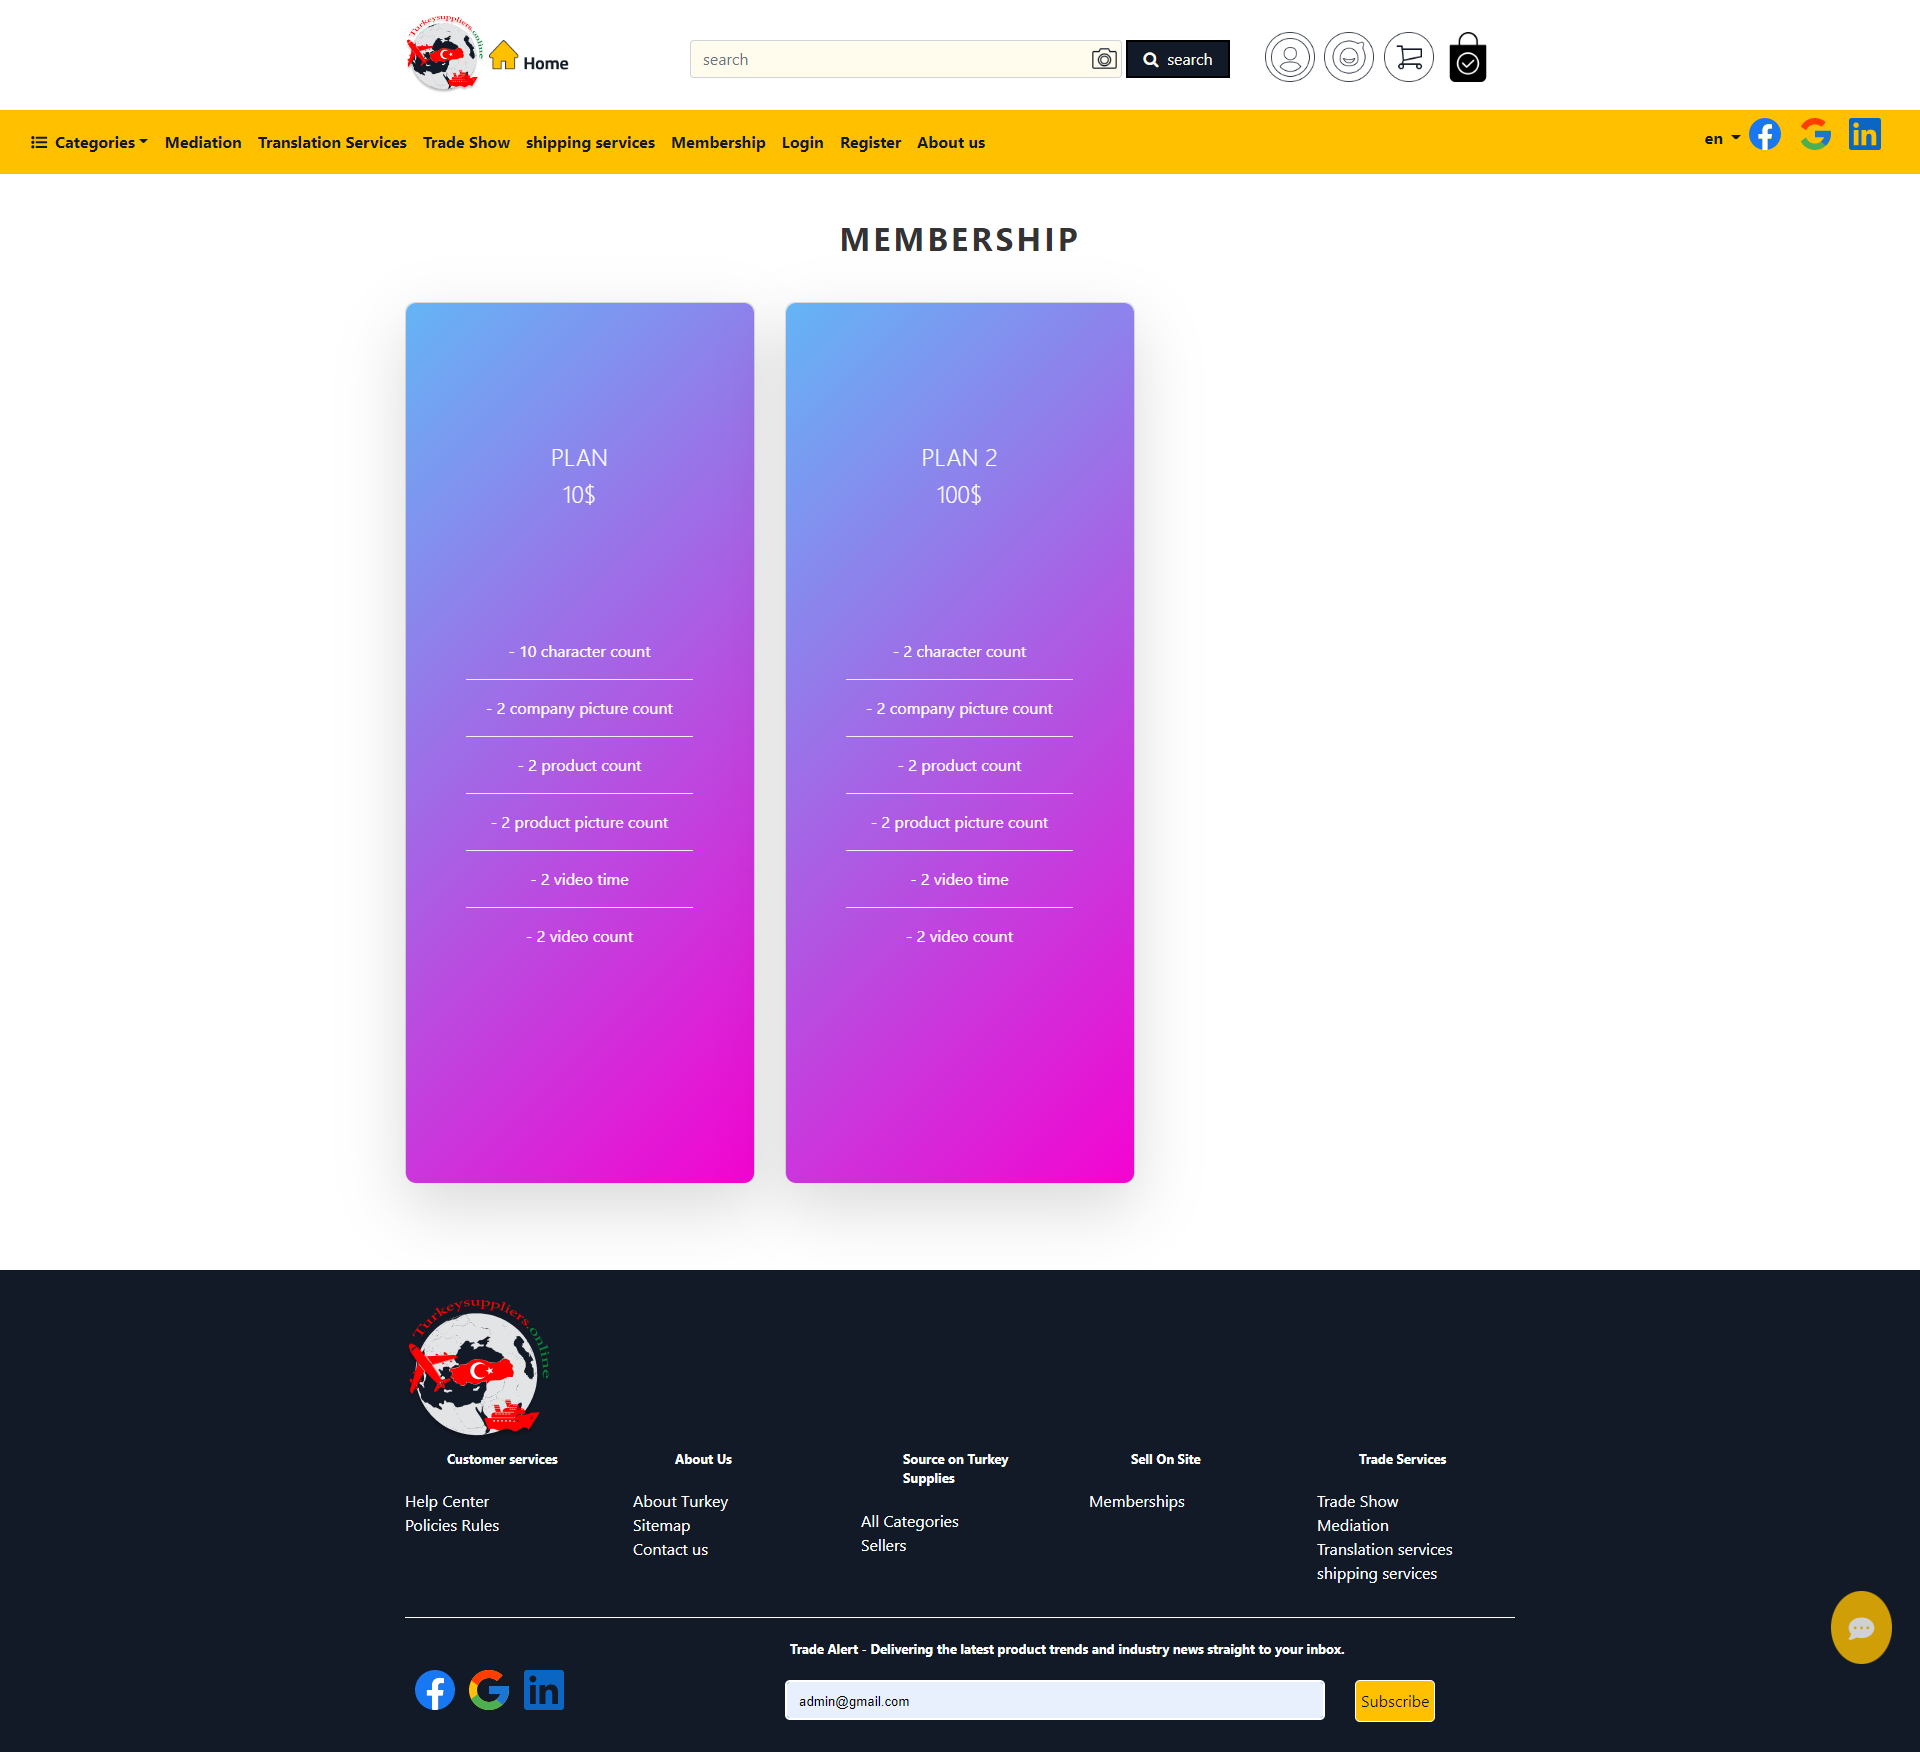 Turkeysuppliers.online
Home
search
search
Categories
Mediation
Translation Services
Trade Show
shipping services
Membership
Login
Register
About us
en
MEMBERSHIP
PLAN
10$
- 10 character count
- 2 company picture count
- 2 product count
- 2 product picture count
- 2 video time
- 2 video count
PLAN 2
100$
- 2 character count
- 2 company picture count
- 2 product count
- 2 product picture count
- 2 video time
- 2 video count
Turkeysuppliers.online
Customer services
Help Center
Policies Rules
About Us
About Turkey
Sitemap
Contact us
Source on Turkey
Supplies
All Categories
Sellers
Sell On Site
Memberships
Trade Services
Trade Show
Mediation
Translation services
shipping services
Trade Alert - Delivering the latest product trends and industry news straight to your inbox.
admin@gmail.com
Subscribe